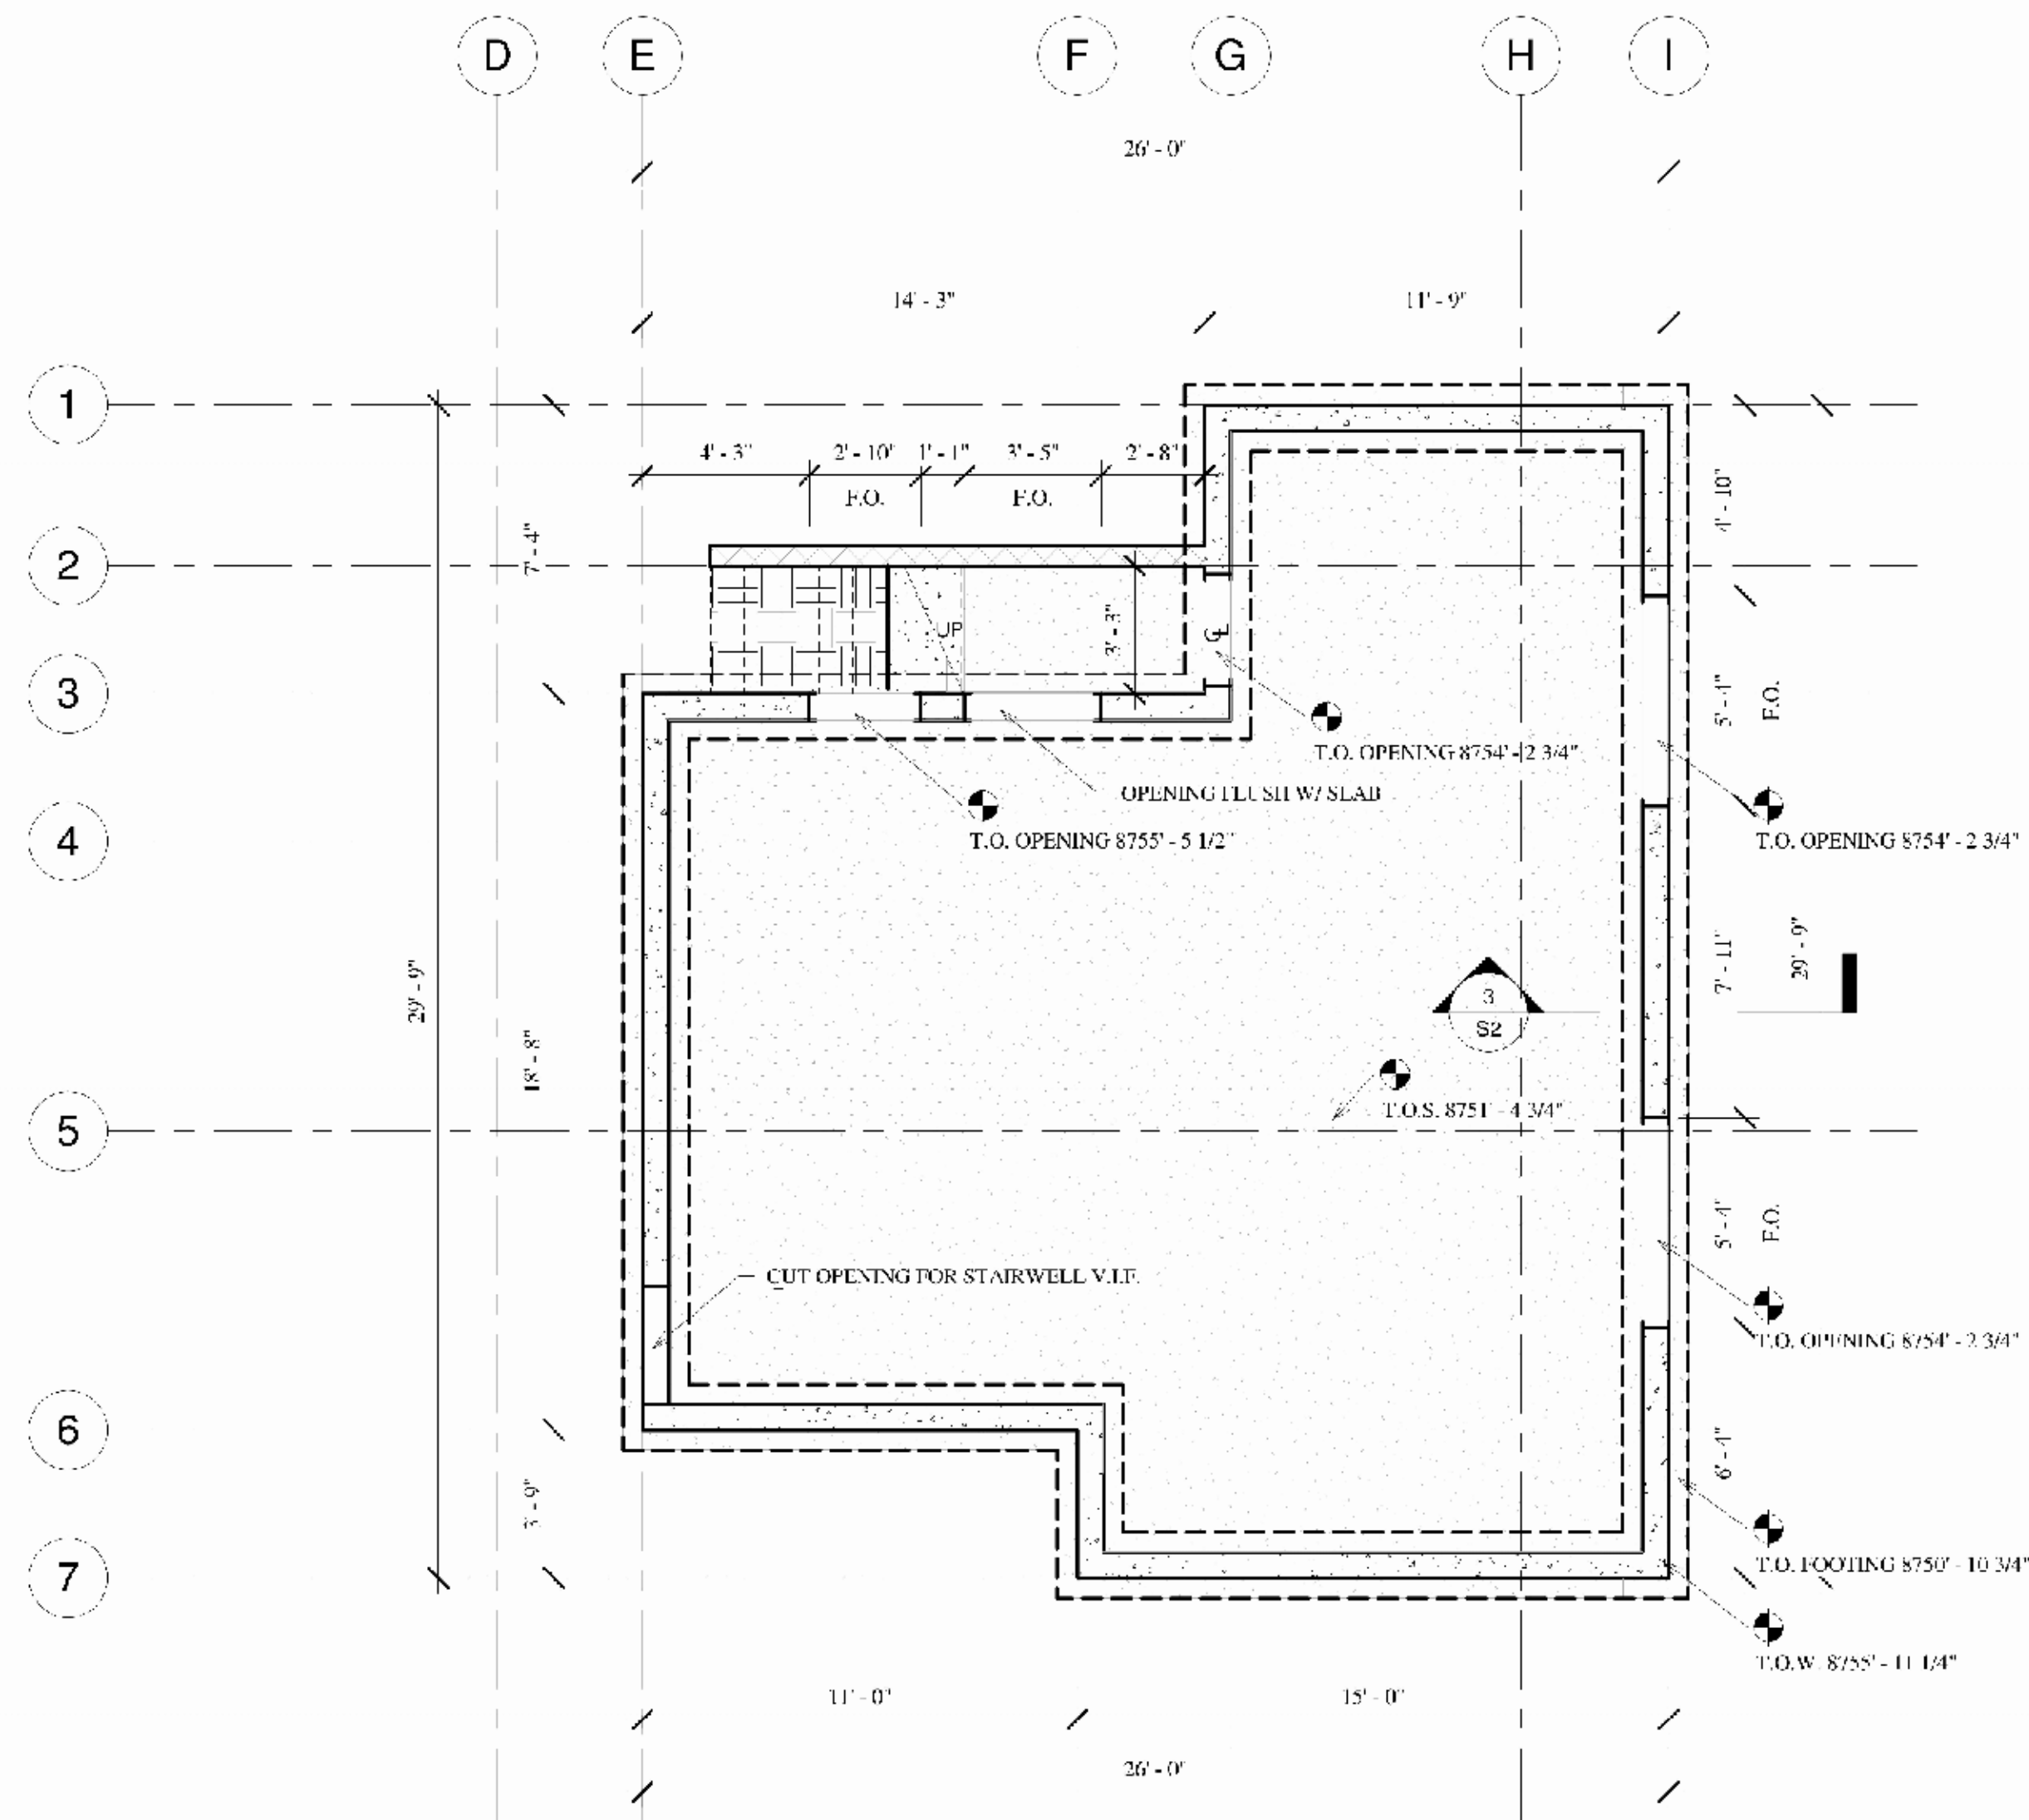 D E F G H I
26' - 0"
14' - 3" 11' - 9"
1
4' - 3" 2' - 10" 1' - 1" 3' - 5" 2' - 8"
F.O. F.O.
4' - 10"
7' - 4"
2
UP
3' - 3"
C L
3
5' - 4" F.O.
T.O. OPENING 8754' - 2 3/4"
OPENING FLUSH W/ SLAB
4
T.O. OPENING 8755' - 5 1/2"
T.O. OPENING 8754' - 2 3/4"
29' - 9"
7' - 11"
29' - 9"
3
S2
18' - 8"
T.O.S. 8751' - 4 3/4"
5
5' - 4" F.O.
CUT OPENING FOR STAIRWELL V.I.F.
T.O. OPENING 8754' - 2 3/4"
6
6' - 4"
3' - 9"
T.O. FOOTING 8750' - 10 3/4"
7
T.O.W. 8755' - 11 1/4"
11' - 0" 15' - 0"
26' - 0"